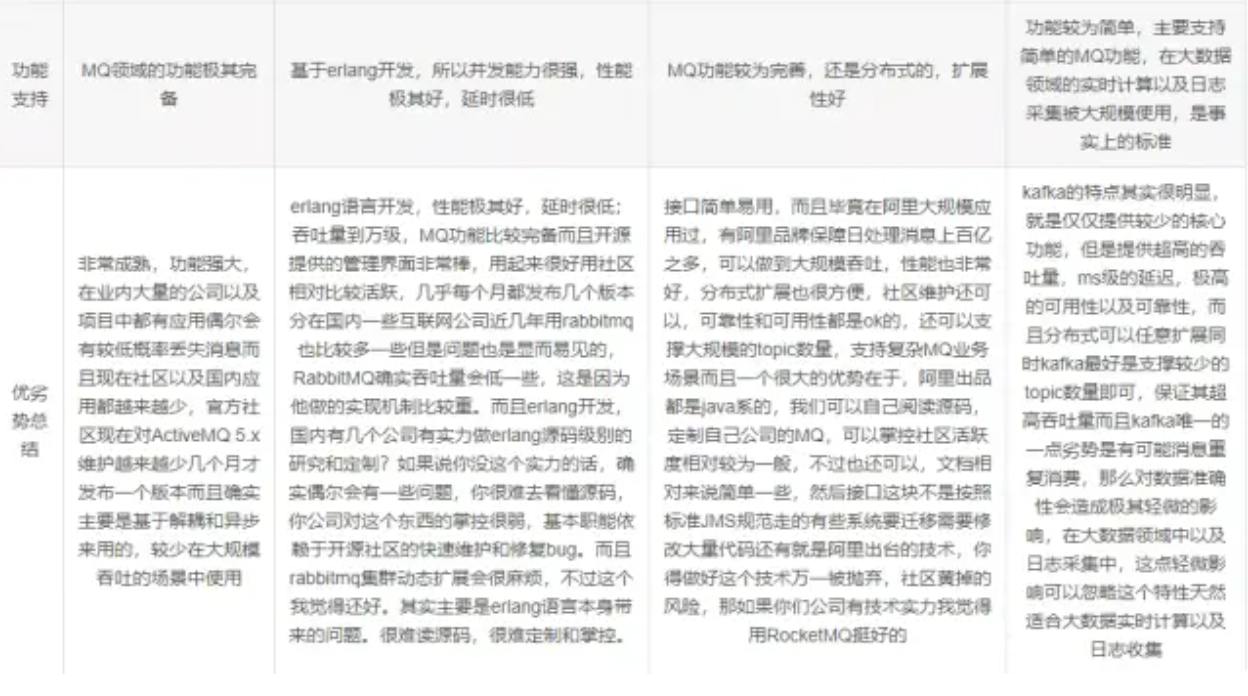 功能
支持
MQ领域的功能极其完
备
基于erlang开发，所以并发能力很强，性能
极其好，延时很低
MQ功能较为完善，还是分布式的，扩展
性好
功能较为简单，主要支持
简单的MQ功能，在大数据
领域的实时计算以及日志
采集被大规模使用，是事
实上的标准
优劣
势总
结
非常成熟，功能强大，
在业内大量的公司以及
项目中都有应用偶尔会
有较低概率丢失消息而
且现在社区以及国内应
用都越来越少，官方社
区现在对ActiveMQ 5.x
维护越来越少几个月才
发布一个版本而且确实
主要是基于解耦和异步
来用的，较少在大规模
吞吐的场景中使用
erlang语言开发，性能极其好，延时很低；
吞吐量到万级，MQ功能比较完备而且开源
提供的管理界面非常棒，用起来很好用社区
相对比较活跃，几乎每个月都发布几个版本
分在国内一些互联网公司近几年用rabbitmq
也比较多一些但是问题也是显而易见的，
RabbitMQ确实吞吐量会低一些，这是因为
他做的实现机制比较重。而且erlang开发，
国内有几个公司有实力做erlang源码级别的
研究和定制？如果说你没这个实力的话，确
实偶尔会有一些问题，你很难去看懂源码，
你公司对这个东西的掌控很弱，基本职能依
赖于开源社区的快速维护和修复bug。而且
rabbitmq集群动态扩展会很麻烦，不过这个
我觉得还好。其实主要是erlang语言本身带
来的问题。很难读源码，很难定制和掌控。
接口简单易用，而且毕竟在阿里大规模应
用过，有阿里品牌保障日处理消息上百亿
之多，可以做到大规模吞吐，性能也非常
好，分布式扩展也很方便，社区维护还可
以，可靠性和可用性都是ok的，还可以支
撑大规模的topic数量，支持复杂MQ业务
场景而且一个很大的优势在于，阿里出品
都是java系的，我们可以自己阅读源码，
定制自己公司的MQ，可以掌控社区活跃
度相对较为一般，不过也还可以，文档相
对来说简单一些，然后接口这块不是按照
标准JMS规范走的有些系统要迁移需要修
改大量代码还有就是阿里出台的技术，你
得做好这个技术万一被抛弃，社区黄掉的
风险，那如果你们公司有技术实力我觉得
用RocketMQ挺好的
kafka的特点其实很明显，
就是仅仅提供较少的核心
功能，但是提供超高的吞
吐量，ms级的延迟，极高
的可用性以及可靠性，而
且分布式可以任意扩展同
时kafka最好是支撑较少的
topic数量即可，保证其超
高吞吐量而且kafka唯一的
一点劣势是有可能消息重
复消费，那么对数据准确
性会造成极其轻微的影
响，在大数据领域中以及
日志采集中，这点轻微影
响可以忽略这个特性天然
适合大数据实时计算以及
日志收集